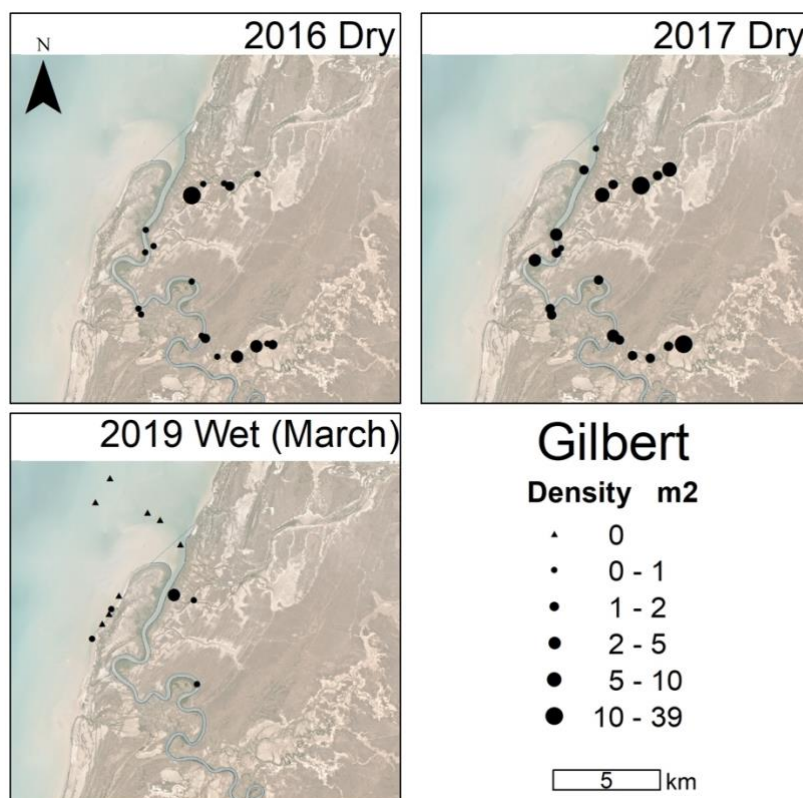 2016 Dry
2017 Dry
N
2019 Wet (March)
Gilbert
Density m2
0
0 - 1
1 - 2
2 - 5
5 - 10
10 - 39
5 km